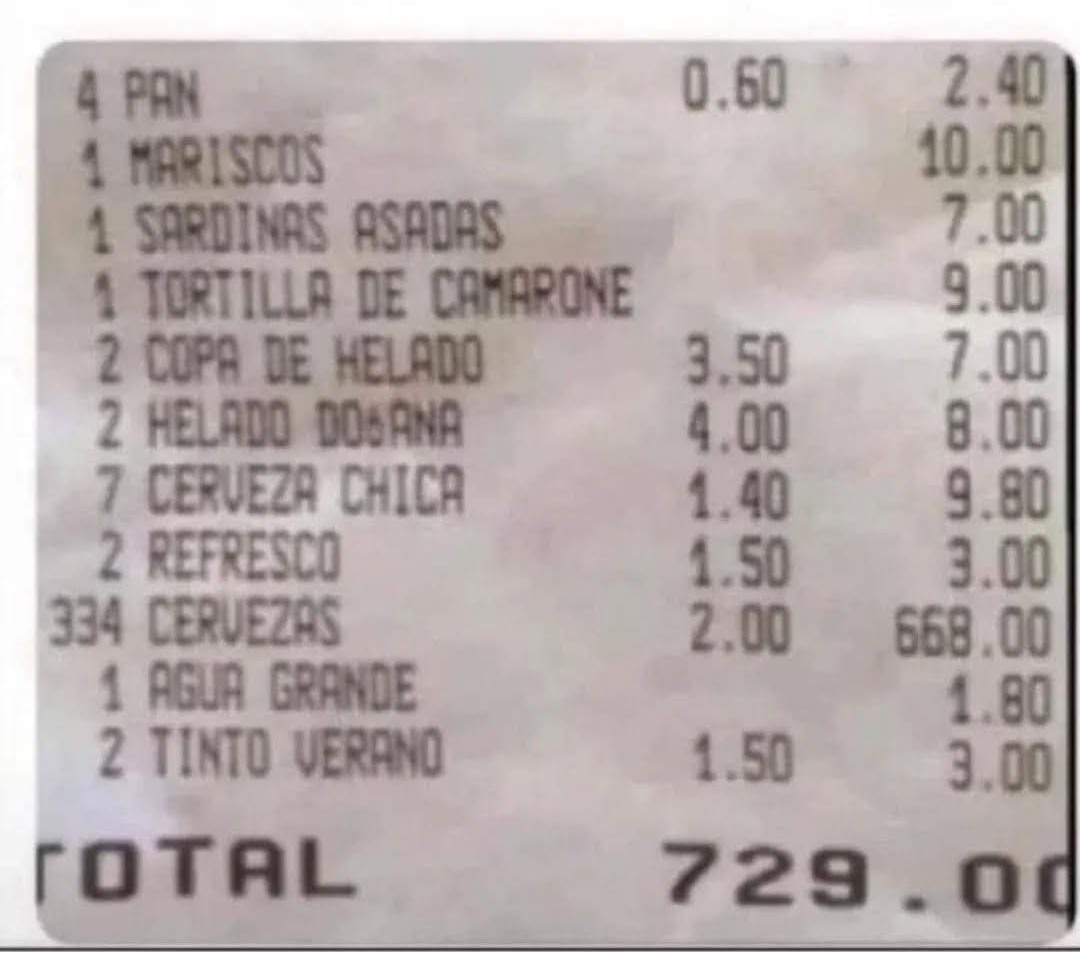 4 PAN 0.60 2.40
1 MARISCOS 10.00
1 SARDINAS ASADAS 7.00
1 TORTILLA DE CAMARONE 9.00
2 COPA DE HELADO 3.50 7.00
2 HELADO DOóANA 4.00 8.00
7 CERVEZA CHICA 1.40 9.80
2 REFRESCO 1.50 3.00
334 CERVEZAS 2.00 668.00
1 AGUA GRANDE 1.80
2 TINTO VERANO 1.50 3.00
TOTAL 729.00